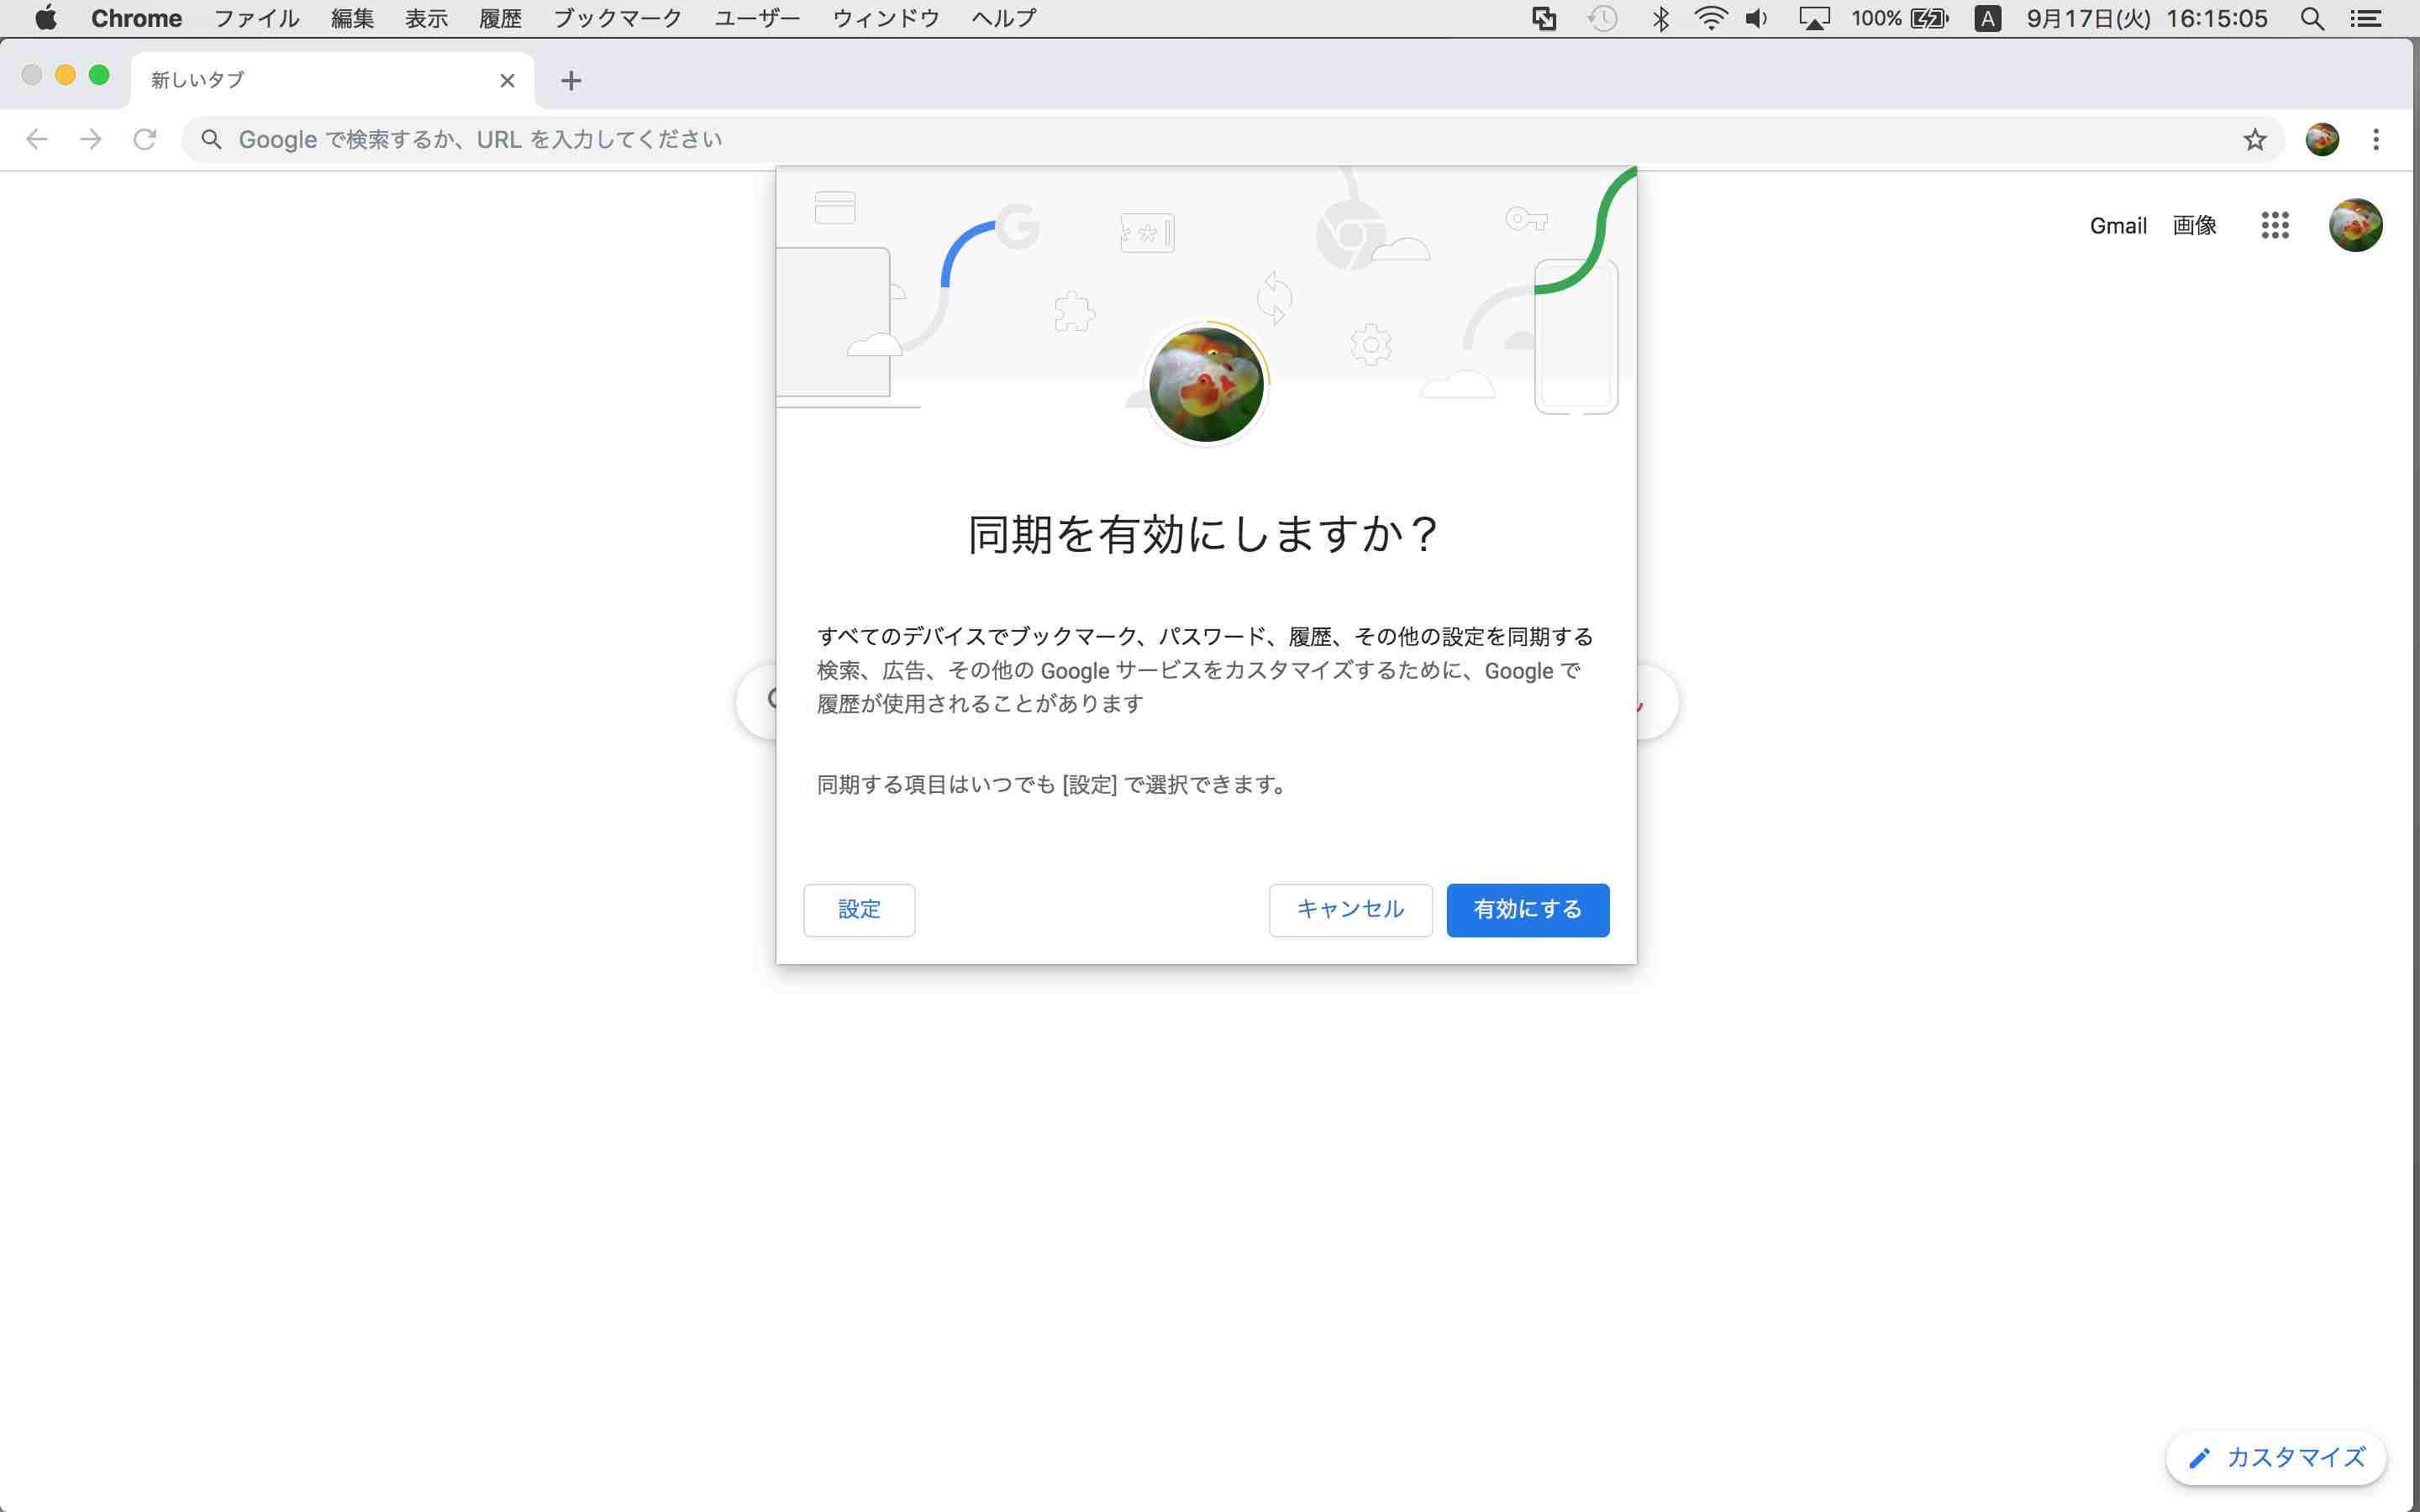 Chrome ファイル 編集 表示 履歴 ブックマーク ユーザー ウィンドウ ヘルプ 100% A 9月17日(火) 16:15:05
新しいタブ
Google で検索するか、URL を入力してください
Gmail 画像
同期を有効にしますか？
すべてのデバイスでブックマーク、パスワード、履歴、その他の設定を同期する
検索、広告、その他の Google サービスをカスタマイズするために、Google で
履歴が使用されることがあります
同期する項目はいつでも [設定] で選択できます。
設定 キャンセル 有効にする
カスタマイズ